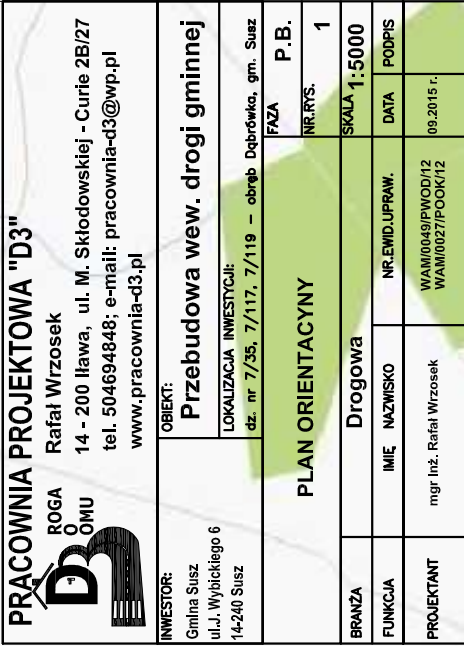 PRACOWNIA PROJEKTOWA "D3"
D3
ROGA
O
OMU
Rafał Wrzosek
14 - 200 Iława, ul. M. Skłodowskiej - Curie 2B/27
tel. 504694848; e-mail: pracownia-d3@wp.pl
www.pracownia-d3.pl
INWESTOR:
Gmina Susz
ul.J. Wybickiego 6
14-240 Susz
OBIEKT:
Przebudowa wew. drogi gminnej
LOKALIZACJA INWESTYCJI:
dz. nr 7/35, 7/117, 7/119 – obręb Dąbrówka, gm. Susz
PLAN ORIENTACYNY
FAZA
P.B.
NR.RYS.
1
BRANŻA
Drogowa
SKALA 1:5000
FUNKCJA
IMIĘ NAZWISKO
NR.EWID.UPRAW.
DATA
PODPIS
PROJEKTANT
mgr Inż. Rafał Wrzosek
WAM/0049/PWOD/12
WAM/0027/POOK/12
09.2015 r.